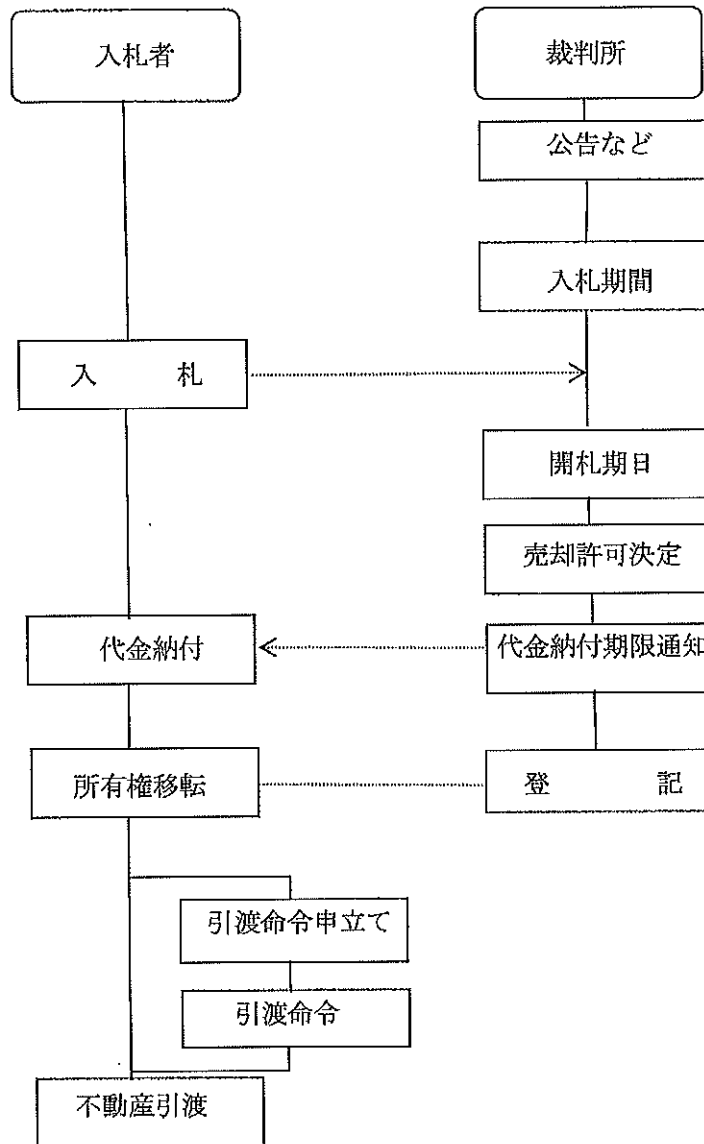 入札者
裁判所
公告など
入札期間
入　　札
開札期日
売却許可決定
代金納付
代金納付期限通知
所有権移転
登　　記
引渡命令申立て
引渡命令
不動産引渡